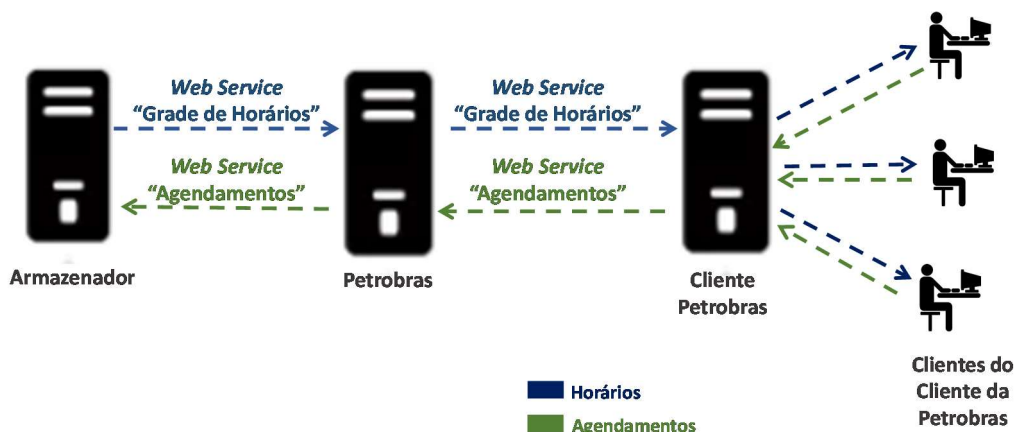 Web Service
“Grade de Horários”
Web Service
“Agendamentos”
Web Service
“Grade de Horários”
Web Service
“Agendamentos”
Armazenador
Petrobras
Cliente
Petrobras
Clientes do
Cliente da
Petrobras
Horários
Agendamentos